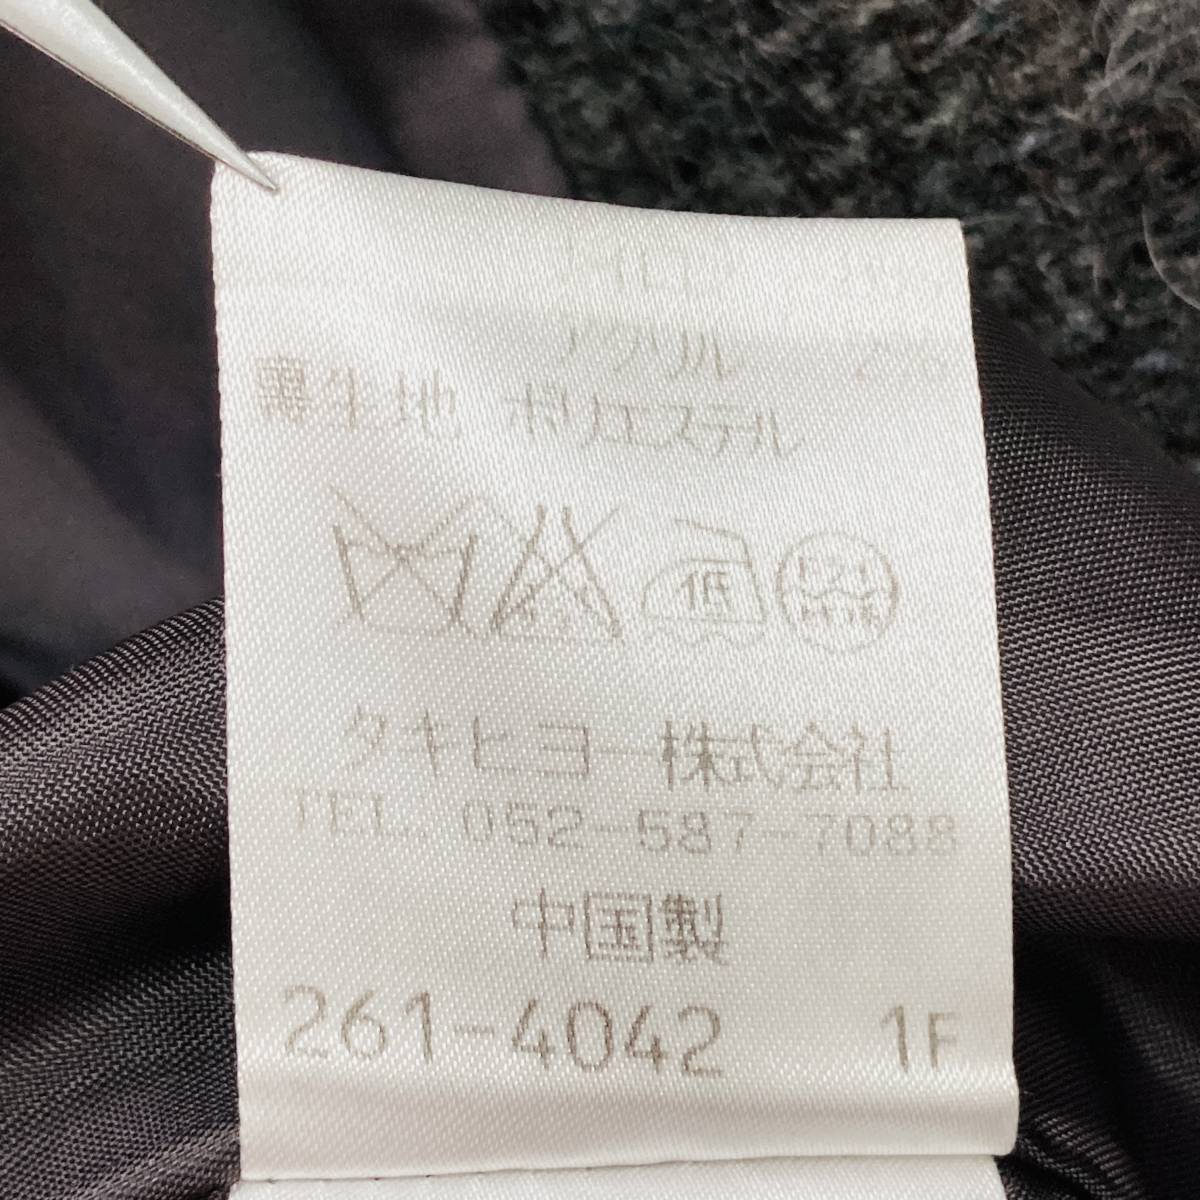 アクリル
裏生地 ポリエステル
低
タキヒヨー株式会社
TEL. 052-587-7088
中国製
261-4042 1F